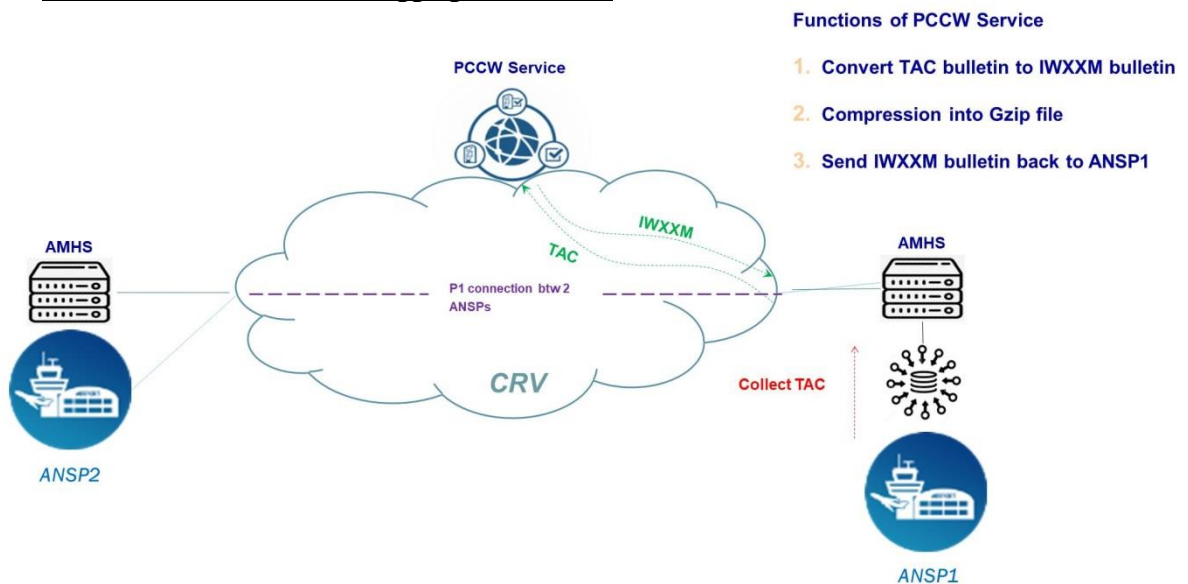 Functions of PCCW Service
1. Convert TAC bulletin to IWXXM bulletin
2. Compression into Gzip file
3. Send IWXXM bulletin back to ANSP1
PCCW Service
IWXXM
TAC
AMHS
AMHS
P1 connection btw 2
ANSPs
CRV
Collect TAC
ANSP2
ANSP1